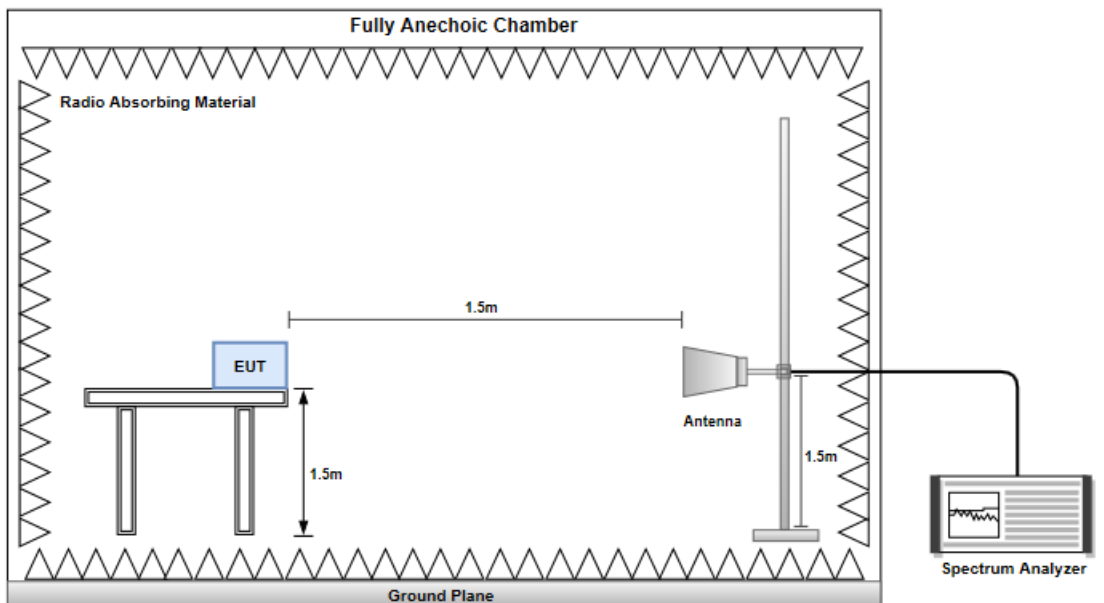 Fully Anechoic Chamber
Radio Absorbing Material
1.5m
EUT
Antenna
1.5m
1.5m
Spectrum Analyzer
Ground Plane